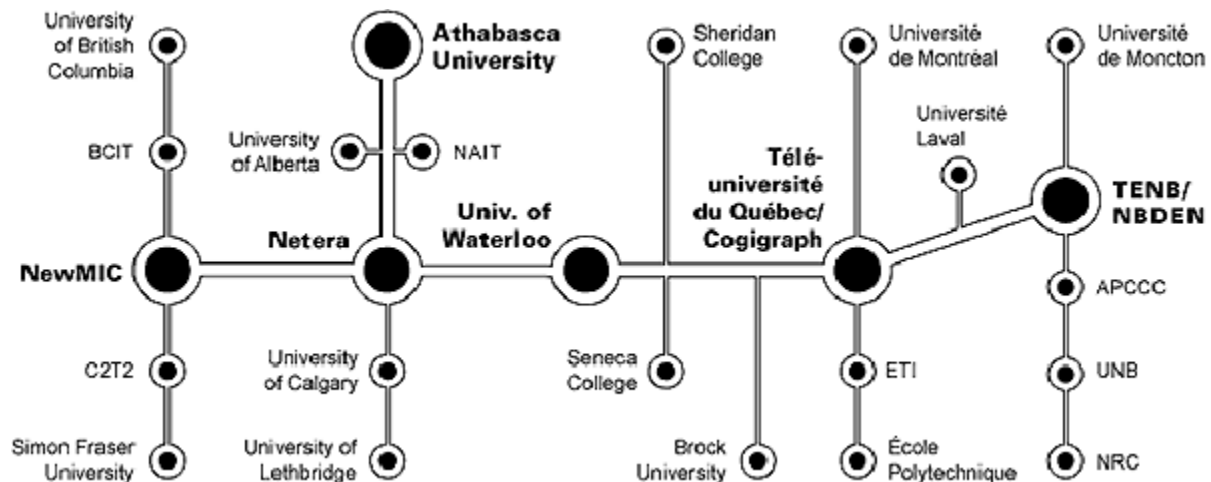 University
of British
Columbia
Athabasca
University
Sheridan
College
Université
de Montréal
Université
de Moncton
BCIT
University
of Alberta
NAIT
Université
Laval
Télé-
université
du Québec/
Cogigraph
TENB/
NBDEN
NewMIC
Netera
Univ. of
Waterloo
APCCC
C2T2
University
of Calgary
Seneca
College
ETI
UNB
Simon Fraser
University
University of
Lethbridge
Brock
University
École
Polytechnique
NRC